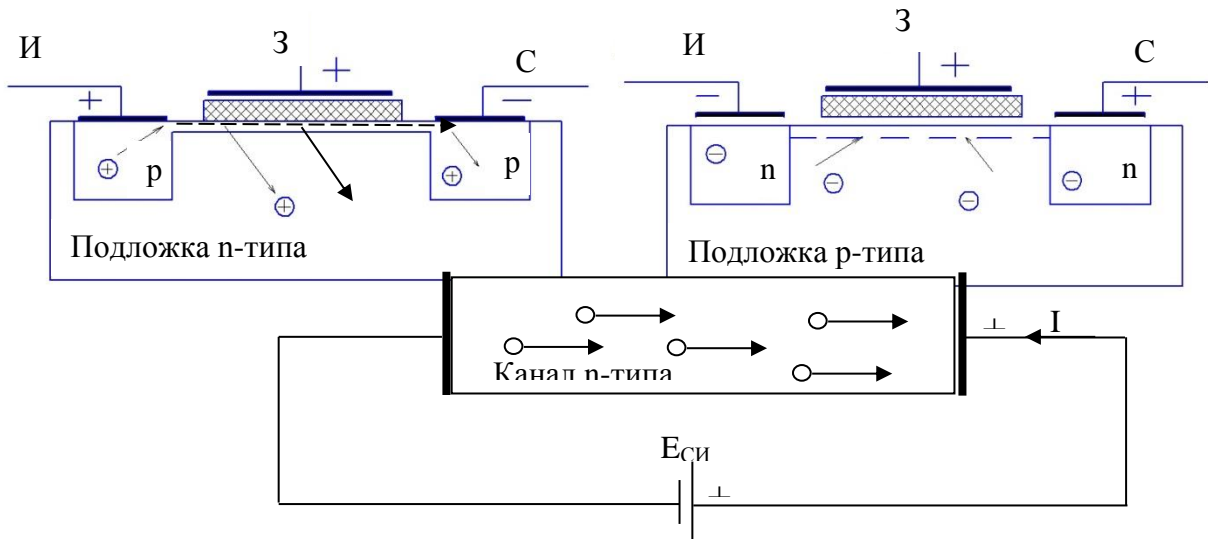 И З С
+ + −
p p
Подложка n-типа
И З С
− + +
n n
Подложка p-типа
Канал n-типа
I
EСИ